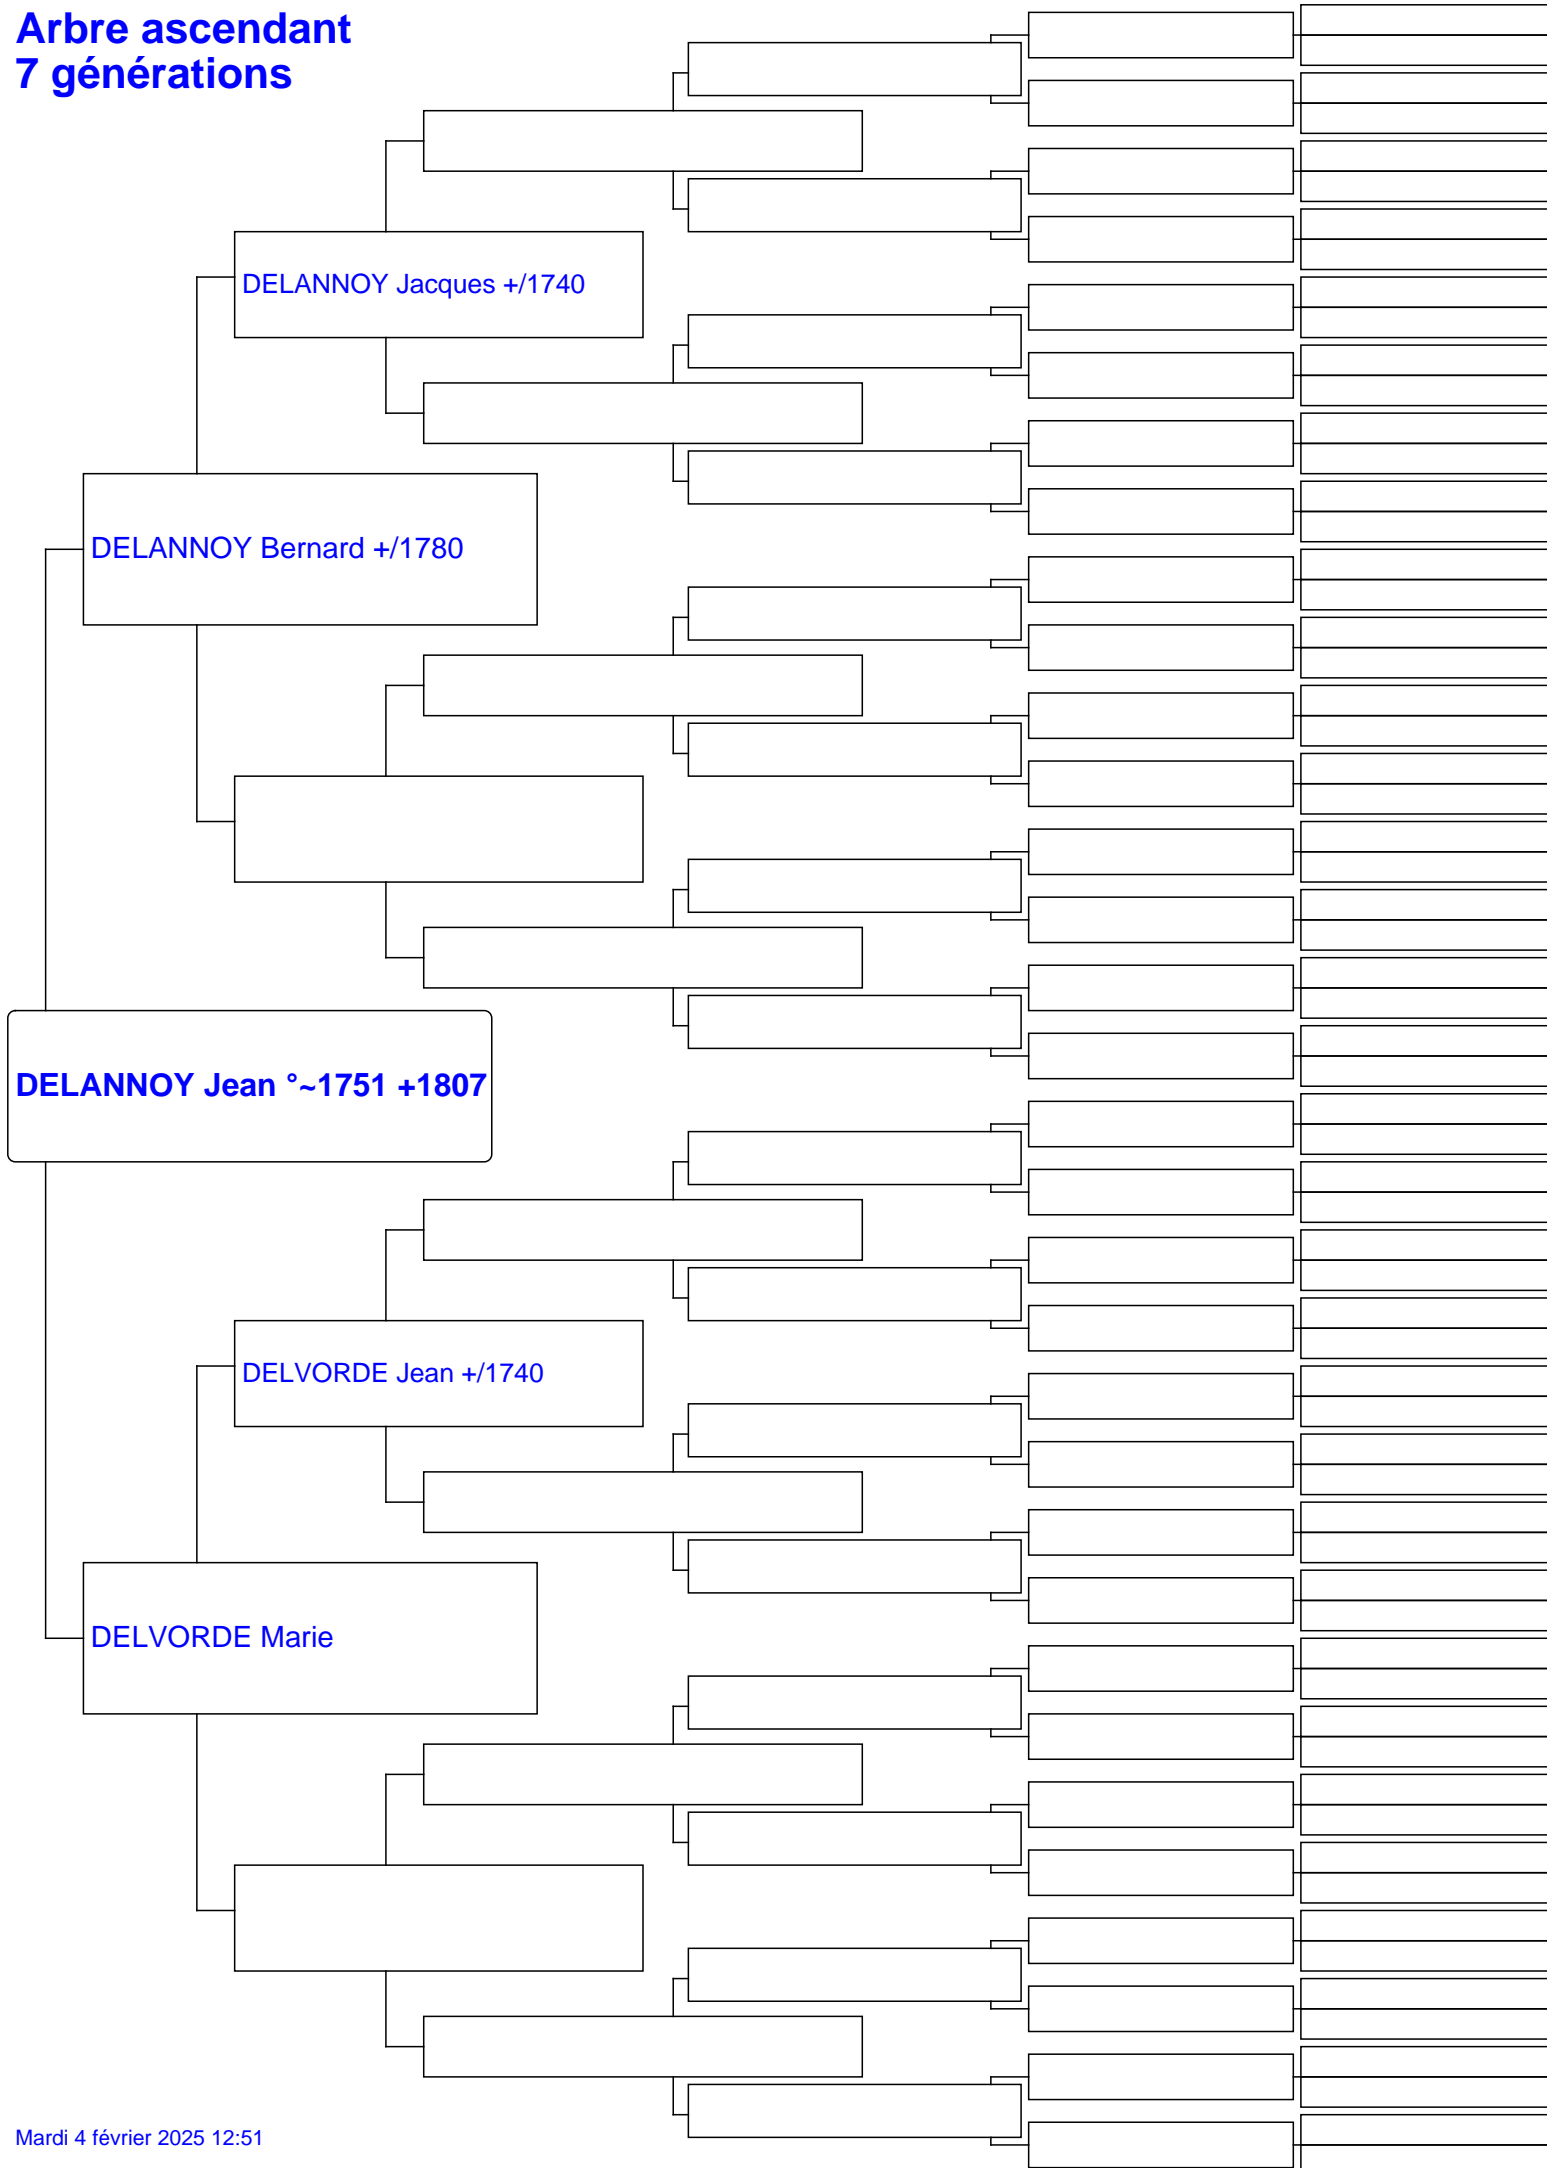 Arbre ascendant
7 générations
DELANNOY Jacques +/1740
DELANNOY Bernard +/1780
DELANNOY Jean °~1751 +1807
DELVORDE Jean +/1740
DELVORDE Marie
Mardi 4 février 2025 12:51